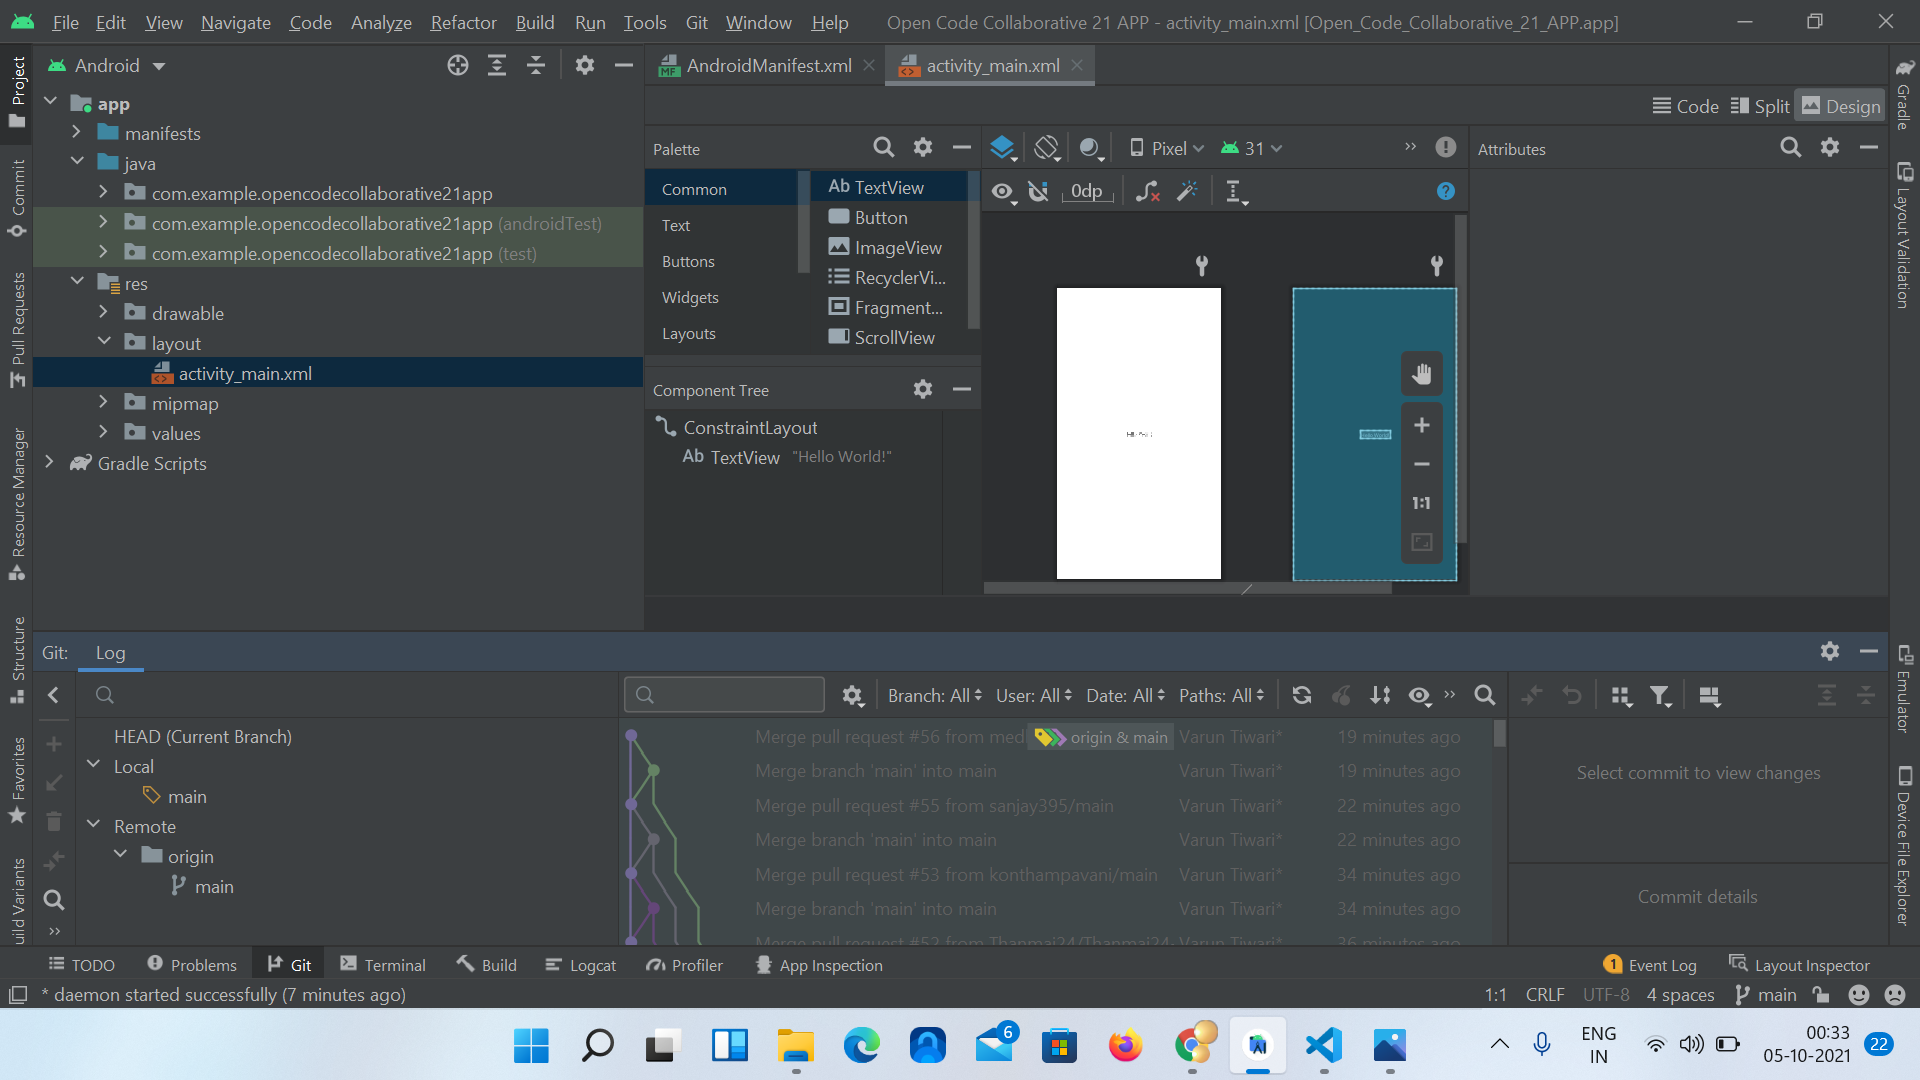 File Edit View Navigate Code Analyze Refactor Build Run Tools Git Window Help Open Code Collaborative 21 APP - activity_main.xml [Open_Code_Collaborative_21_APP.app]
Project
Commit
Pull Requests
Resource Manager
Structure
Favorites
uild Variants
Android
app
manifests
java
com.example.opencodecollaborative21app
com.example.opencodecollaborative21app (androidTest)
com.example.opencodecollaborative21app (test)
res
drawable
layout
activity_main.xml
mipmap
values
Gradle Scripts
AndroidManifest.xml activity_main.xml
Code Split Design
Palette
Common
Text
Buttons
Widgets
Layouts
Ab TextView
Button
ImageView
RecyclerVi...
Fragment...
ScrollView
Component Tree
ConstraintLayout
Ab TextView "Hello World!"
Pixel 31
0dp
1:1
Attributes
Gradle
Layout Validation
Emulator
Device File Explorer
Git: Log
HEAD (Current Branch)
Local
main
Remote
origin
main
Branch: All User: All Date: All Paths: All
Merge pull request #56 from med origin & main Varun Tiwari* 19 minutes ago
Merge branch 'main' into main Varun Tiwari* 19 minutes ago
Merge pull request #55 from sanjay395/main Varun Tiwari* 22 minutes ago
Merge branch 'main' into main Varun Tiwari* 22 minutes ago
Merge pull request #53 from konthampavani/main Varun Tiwari* 34 minutes ago
Merge branch 'main' into main Varun Tiwari* 34 minutes ago
Merge pull request #52 from Thanmai24/Thanmai24- Varun Tiwari* 36 minutes ago
Select commit to view changes
Commit details
TODO Problems Git Terminal Build Logcat Profiler App Inspection 1 Event Log Layout Inspector
* daemon started successfully (7 minutes ago) 1:1 CRLF UTF-8 4 spaces main
6
AI
ENG
IN
00:33
05-10-2021
22